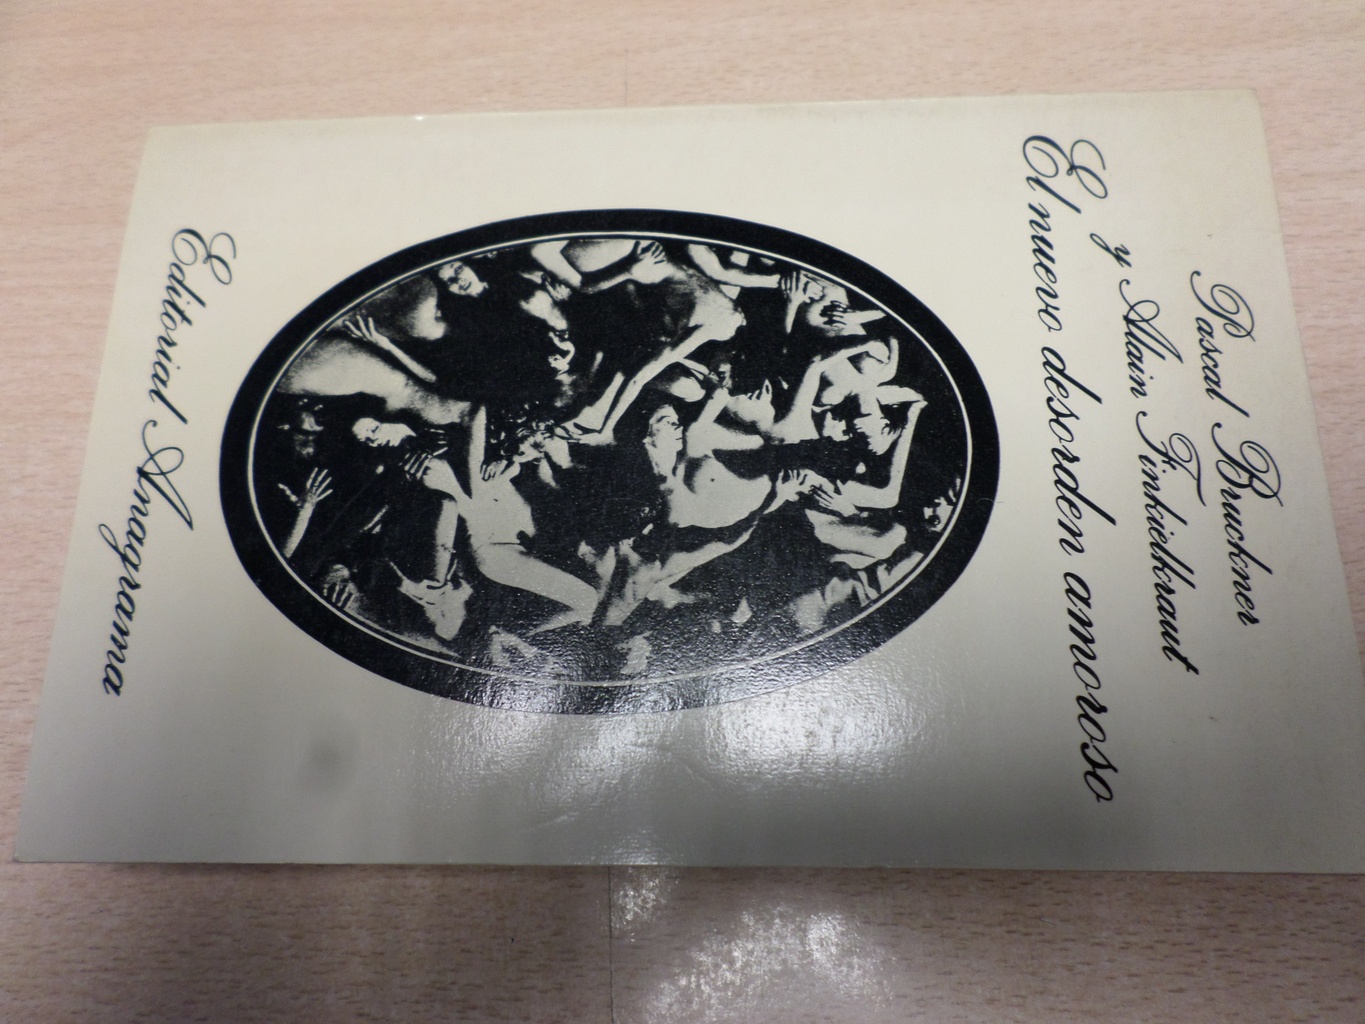 Pascal Bruckner
y Alain Finkielkraut
El nuevo desorden amoroso
Editorial Anagrama